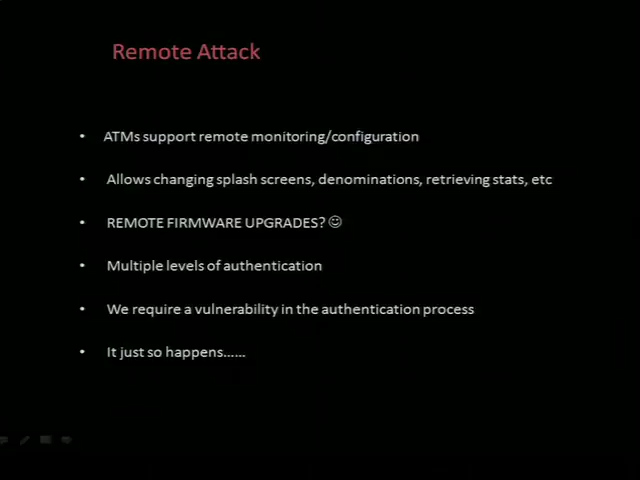 Remote Attack
• ATMs support remote monitoring/configuration
• Allows changing splash screens, denominations, retrieving stats, etc
• REMOTE FIRMWARE UPGRADES? ☺
• Multiple levels of authentication
• We require a vulnerability in the authentication process
• It just so happens......